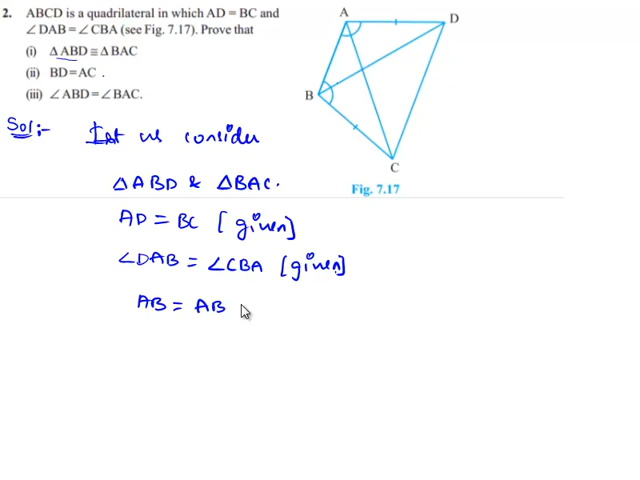 2. ABCD is a quadrilateral in which AD = BC and
∠ DAB = ∠ CBA (see Fig. 7.17). Prove that
(i) Δ ABD ≅ Δ BAC
(ii) BD = AC .
(iii) ∠ ABD = ∠ BAC.
A
D
B
C
Fig. 7.17
Sol:- Let us consider
△ABD & △BAC.
AD = BC [given]
∠DAB = ∠CBA [given]
AB = AB